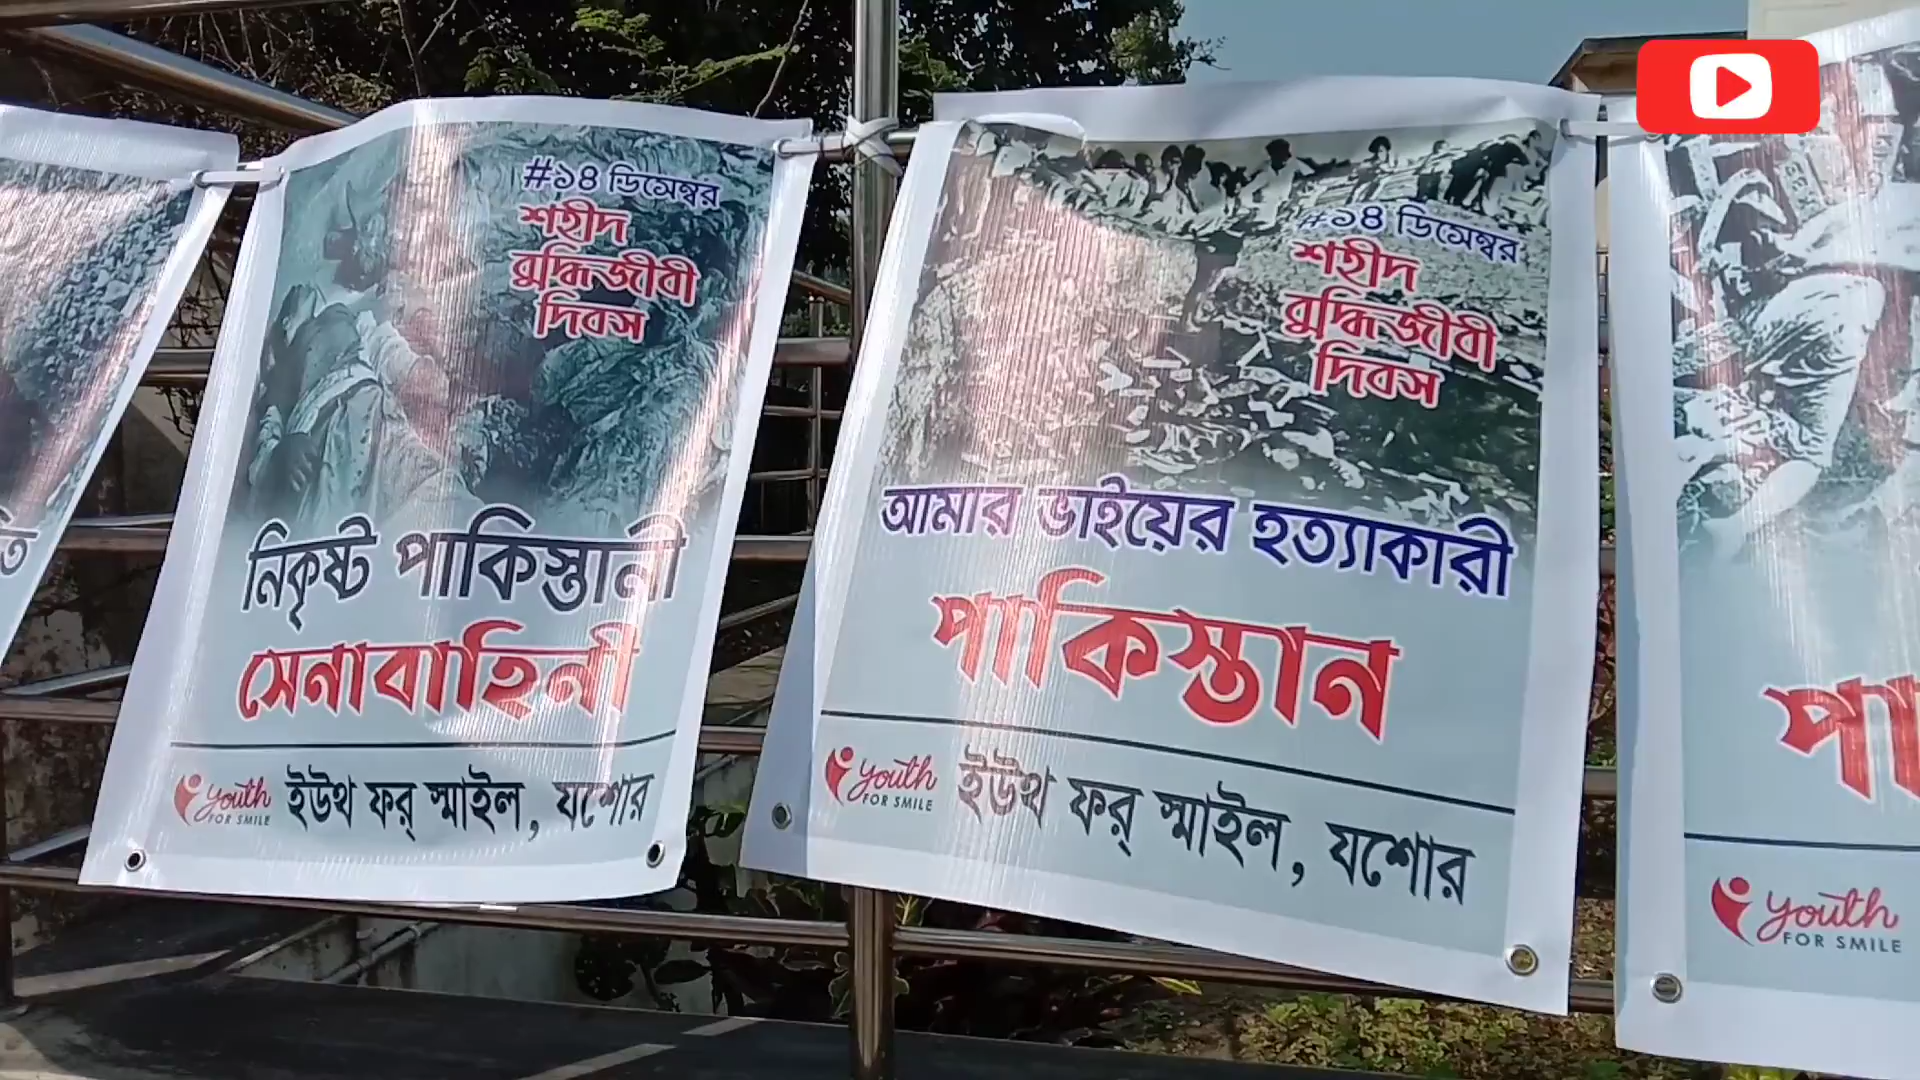 #১৪ ডিসেম্বর
শহীদ
বুদ্ধিজীবী
দিবস
নিকৃষ্ট পাকিস্তানী
সেনাবাহিনী
youth
FOR SMILE
ইউথ ফর্ স্মাইল, যশোর
#১৪ ডিসেম্বর
শহীদ
বুদ্ধিজীবী
দিবস
আমার ভাইয়ের হত্যাকারী
পাকিস্তান
youth
FOR SMILE
ইউথ ফর্ স্মাইল, যশোর
youth
FOR SMILE